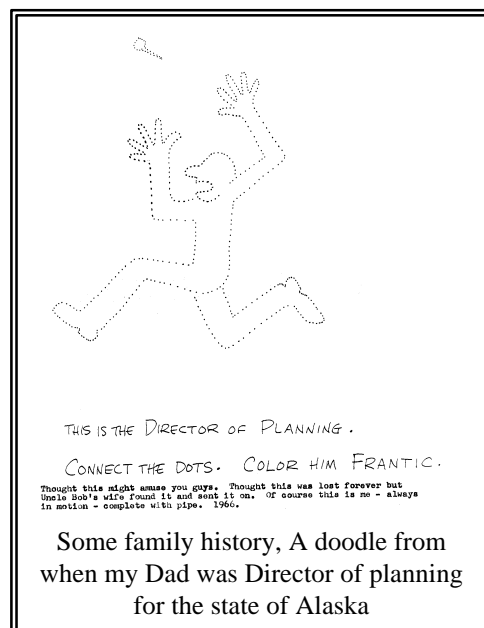 THIS IS THE DIRECTOR OF PLANNING.
CONNECT THE DOTS. COLOR HIM FRANTIC.
Thought this might amuse you guys. Thought this was lost forever but
Uncle Bob's wife found it and sent it on. Of course this is me - always
in motion - complete with pipe. 1966.
Some family history, A doodle from
when my Dad was Director of planning
for the state of Alaska